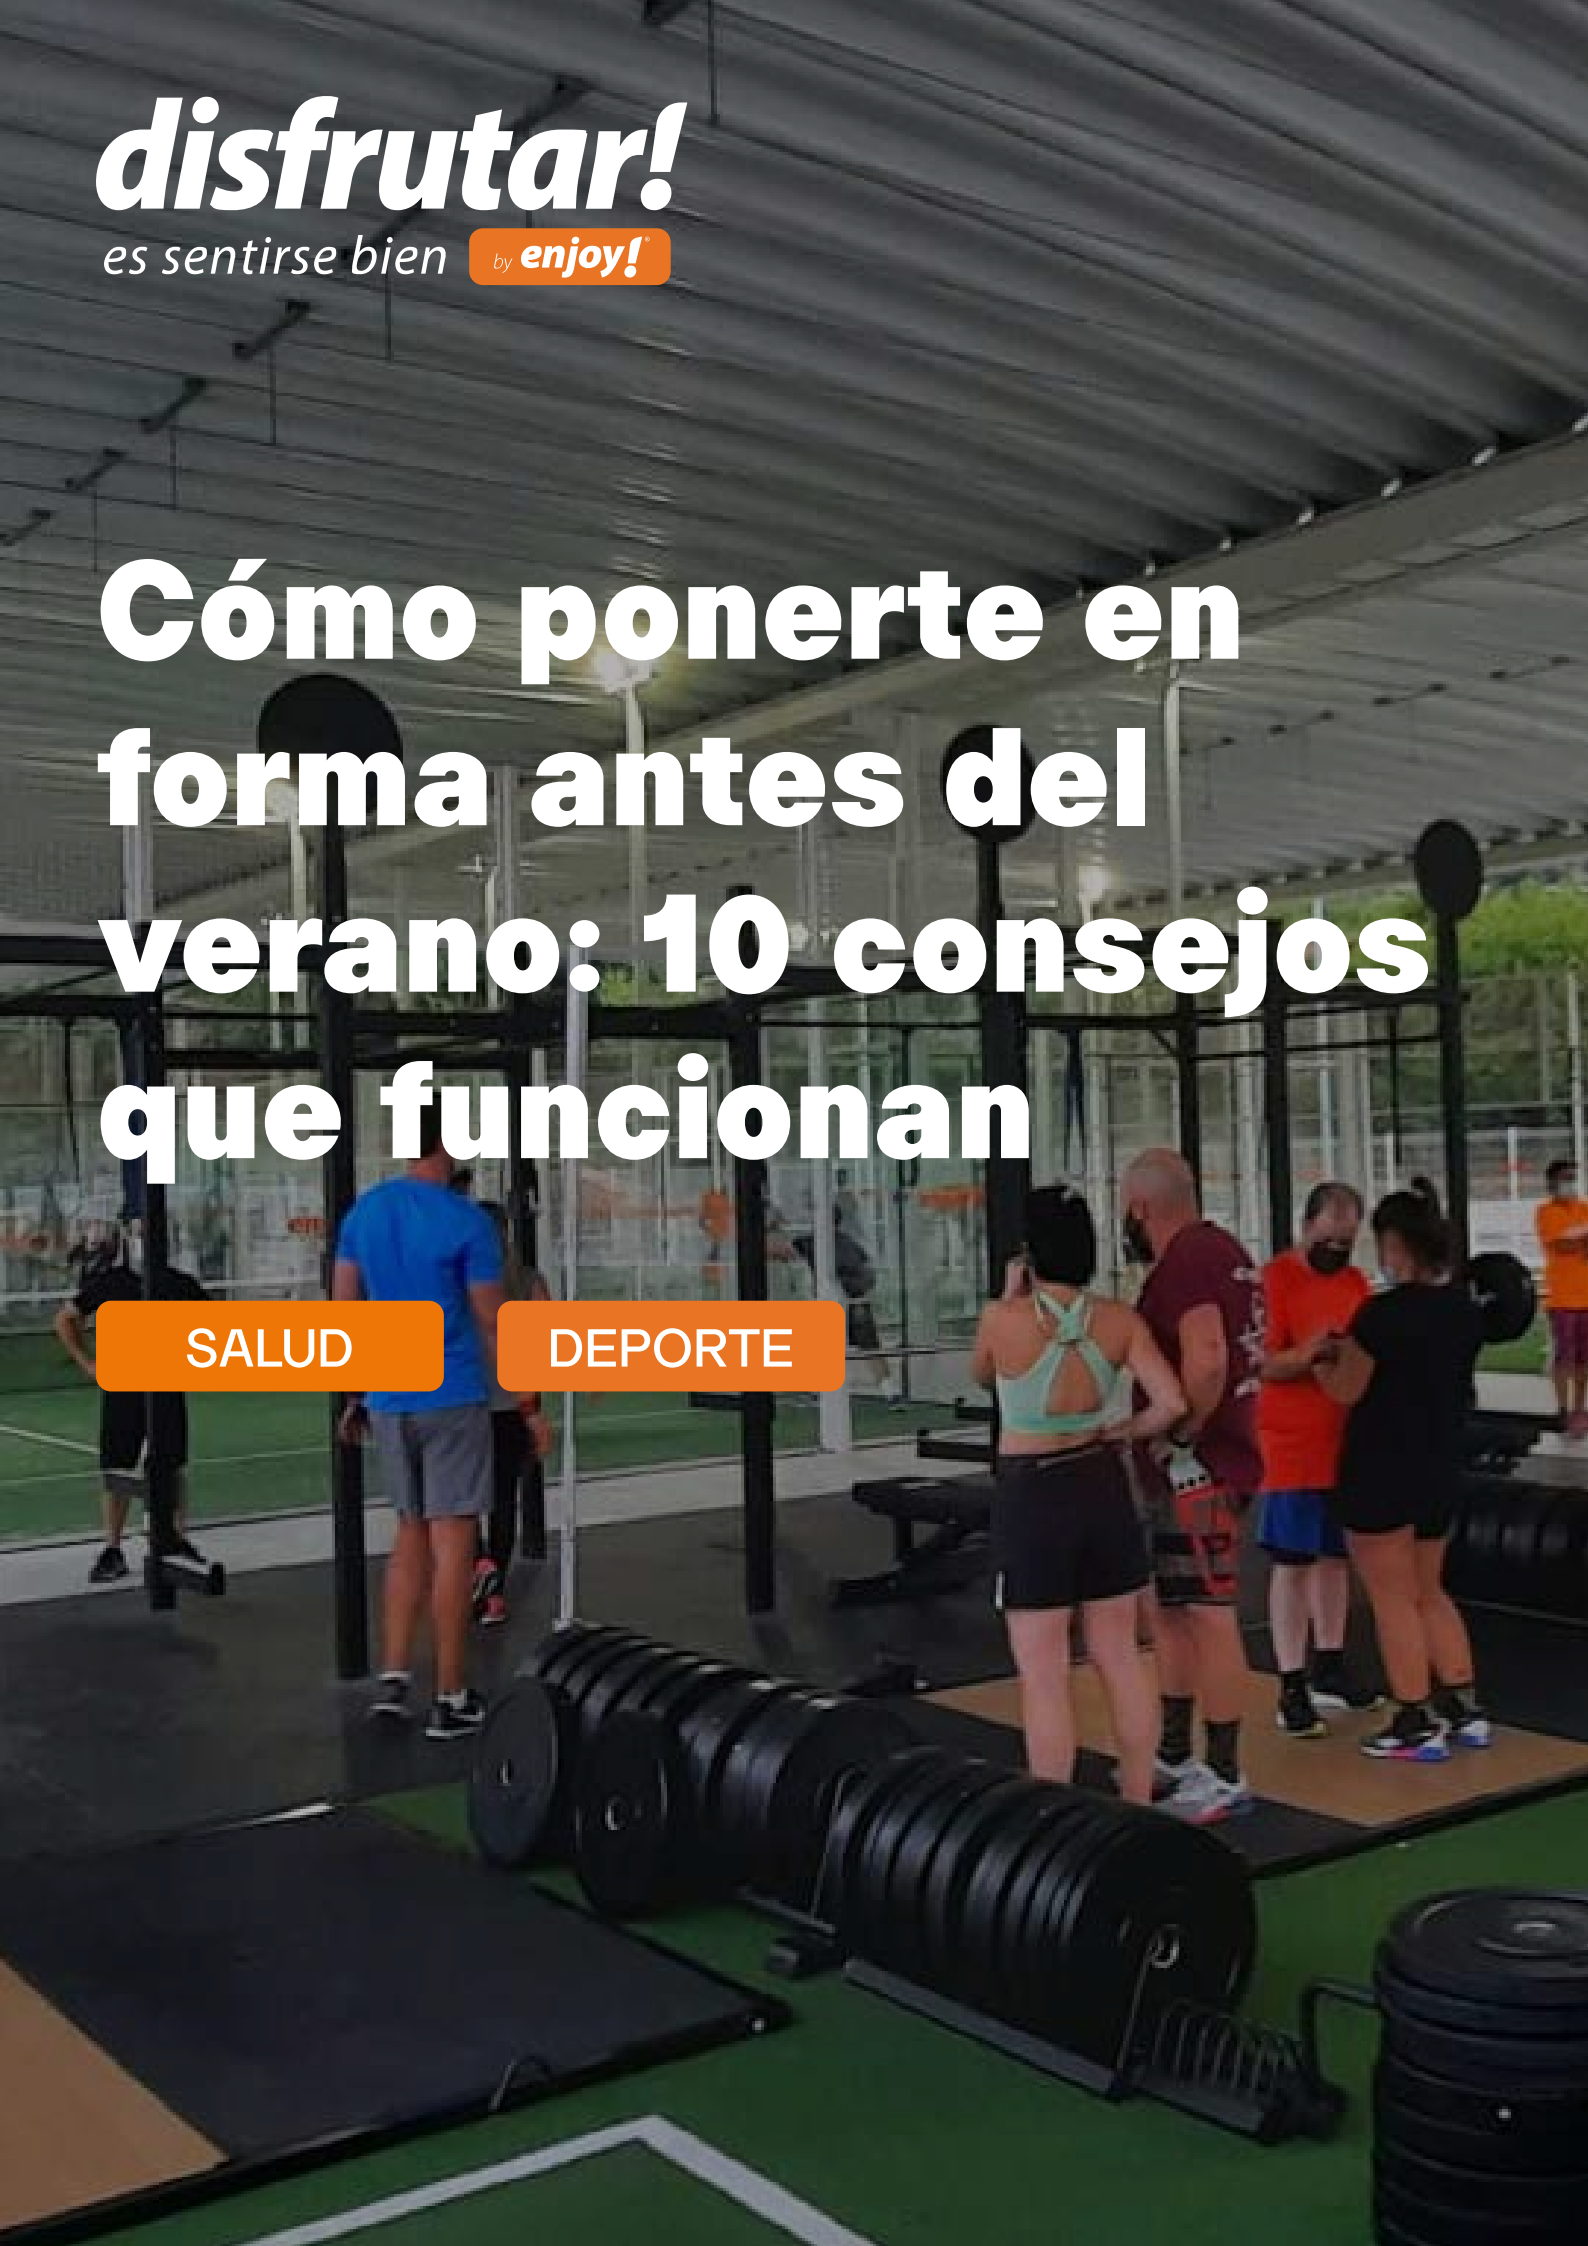 disfrutar!
es sentirse bien by enjoy!®
Cómo ponerte en
forma antes del
verano: 10 consejos
que funcionan
SALUD DEPORTE